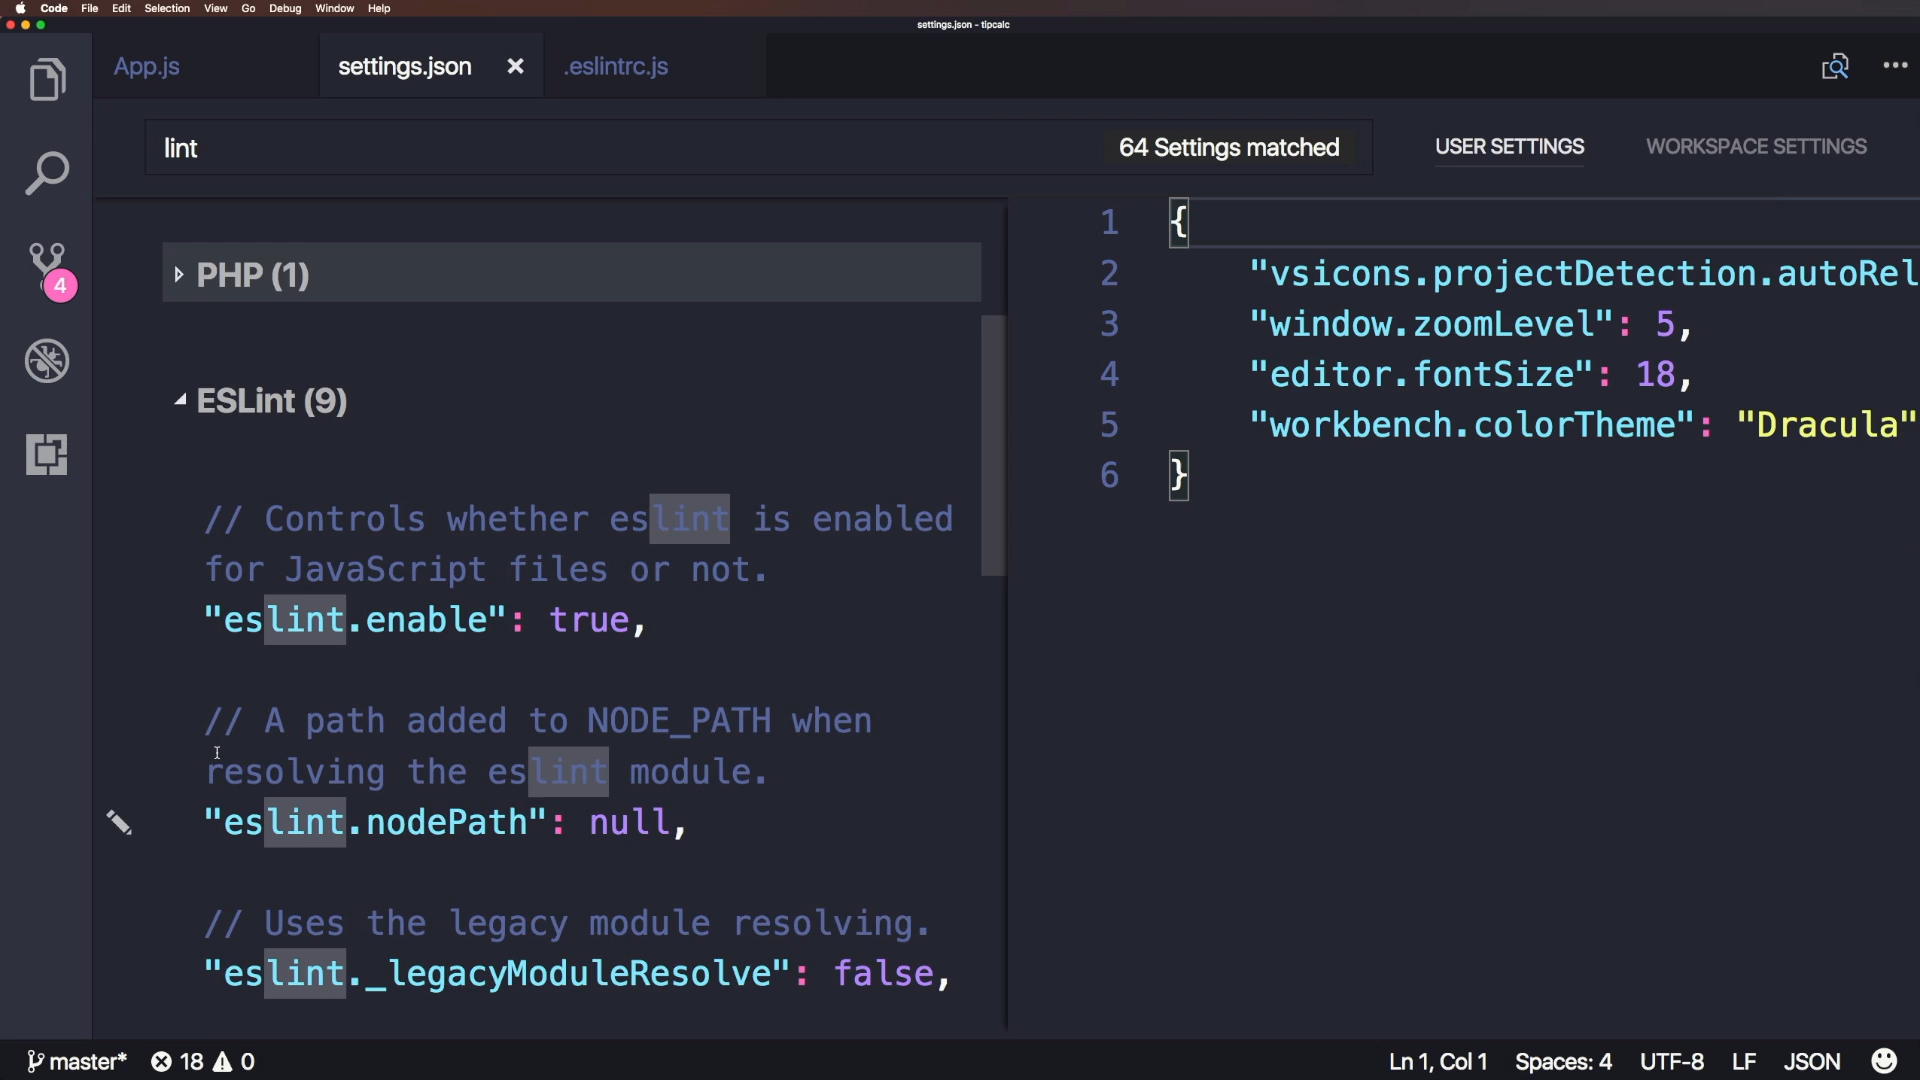 Code File Edit Selection View Go Debug Window Help
settings.json - tipcalc
App.js
settings.json
.eslintrc.js
lint
64 Settings matched
USER SETTINGS
WORKSPACE SETTINGS
4
PHP (1)
ESLint (9)
// Controls whether eslint is enabled
for JavaScript files or not.
"eslint.enable": true,
// A path added to NODE_PATH when
resolving the eslint module.
"eslint.nodePath": null,
// Uses the legacy module resolving.
"eslint._legacyModuleResolve": false,
1 {
2 "vsicons.projectDetection.autoRel
3 "window.zoomLevel": 5,
4 "editor.fontSize": 18,
5 "workbench.colorTheme": "Dracula"
6 }
master* 18 0
Ln 1, Col 1 Spaces: 4 UTF-8 LF JSON